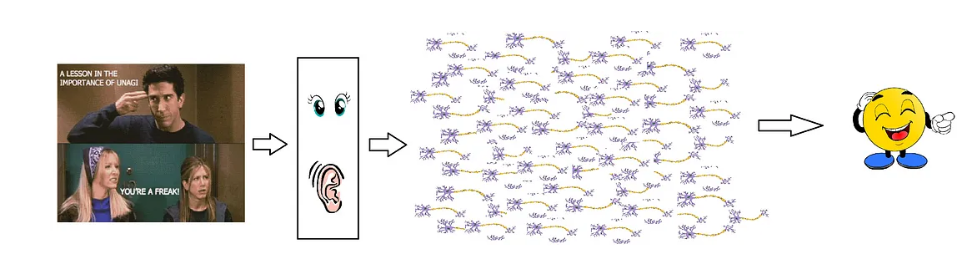 A LESSON IN THE
IMPORTANCE OF UNAGI
YOU'RE A FREAK!